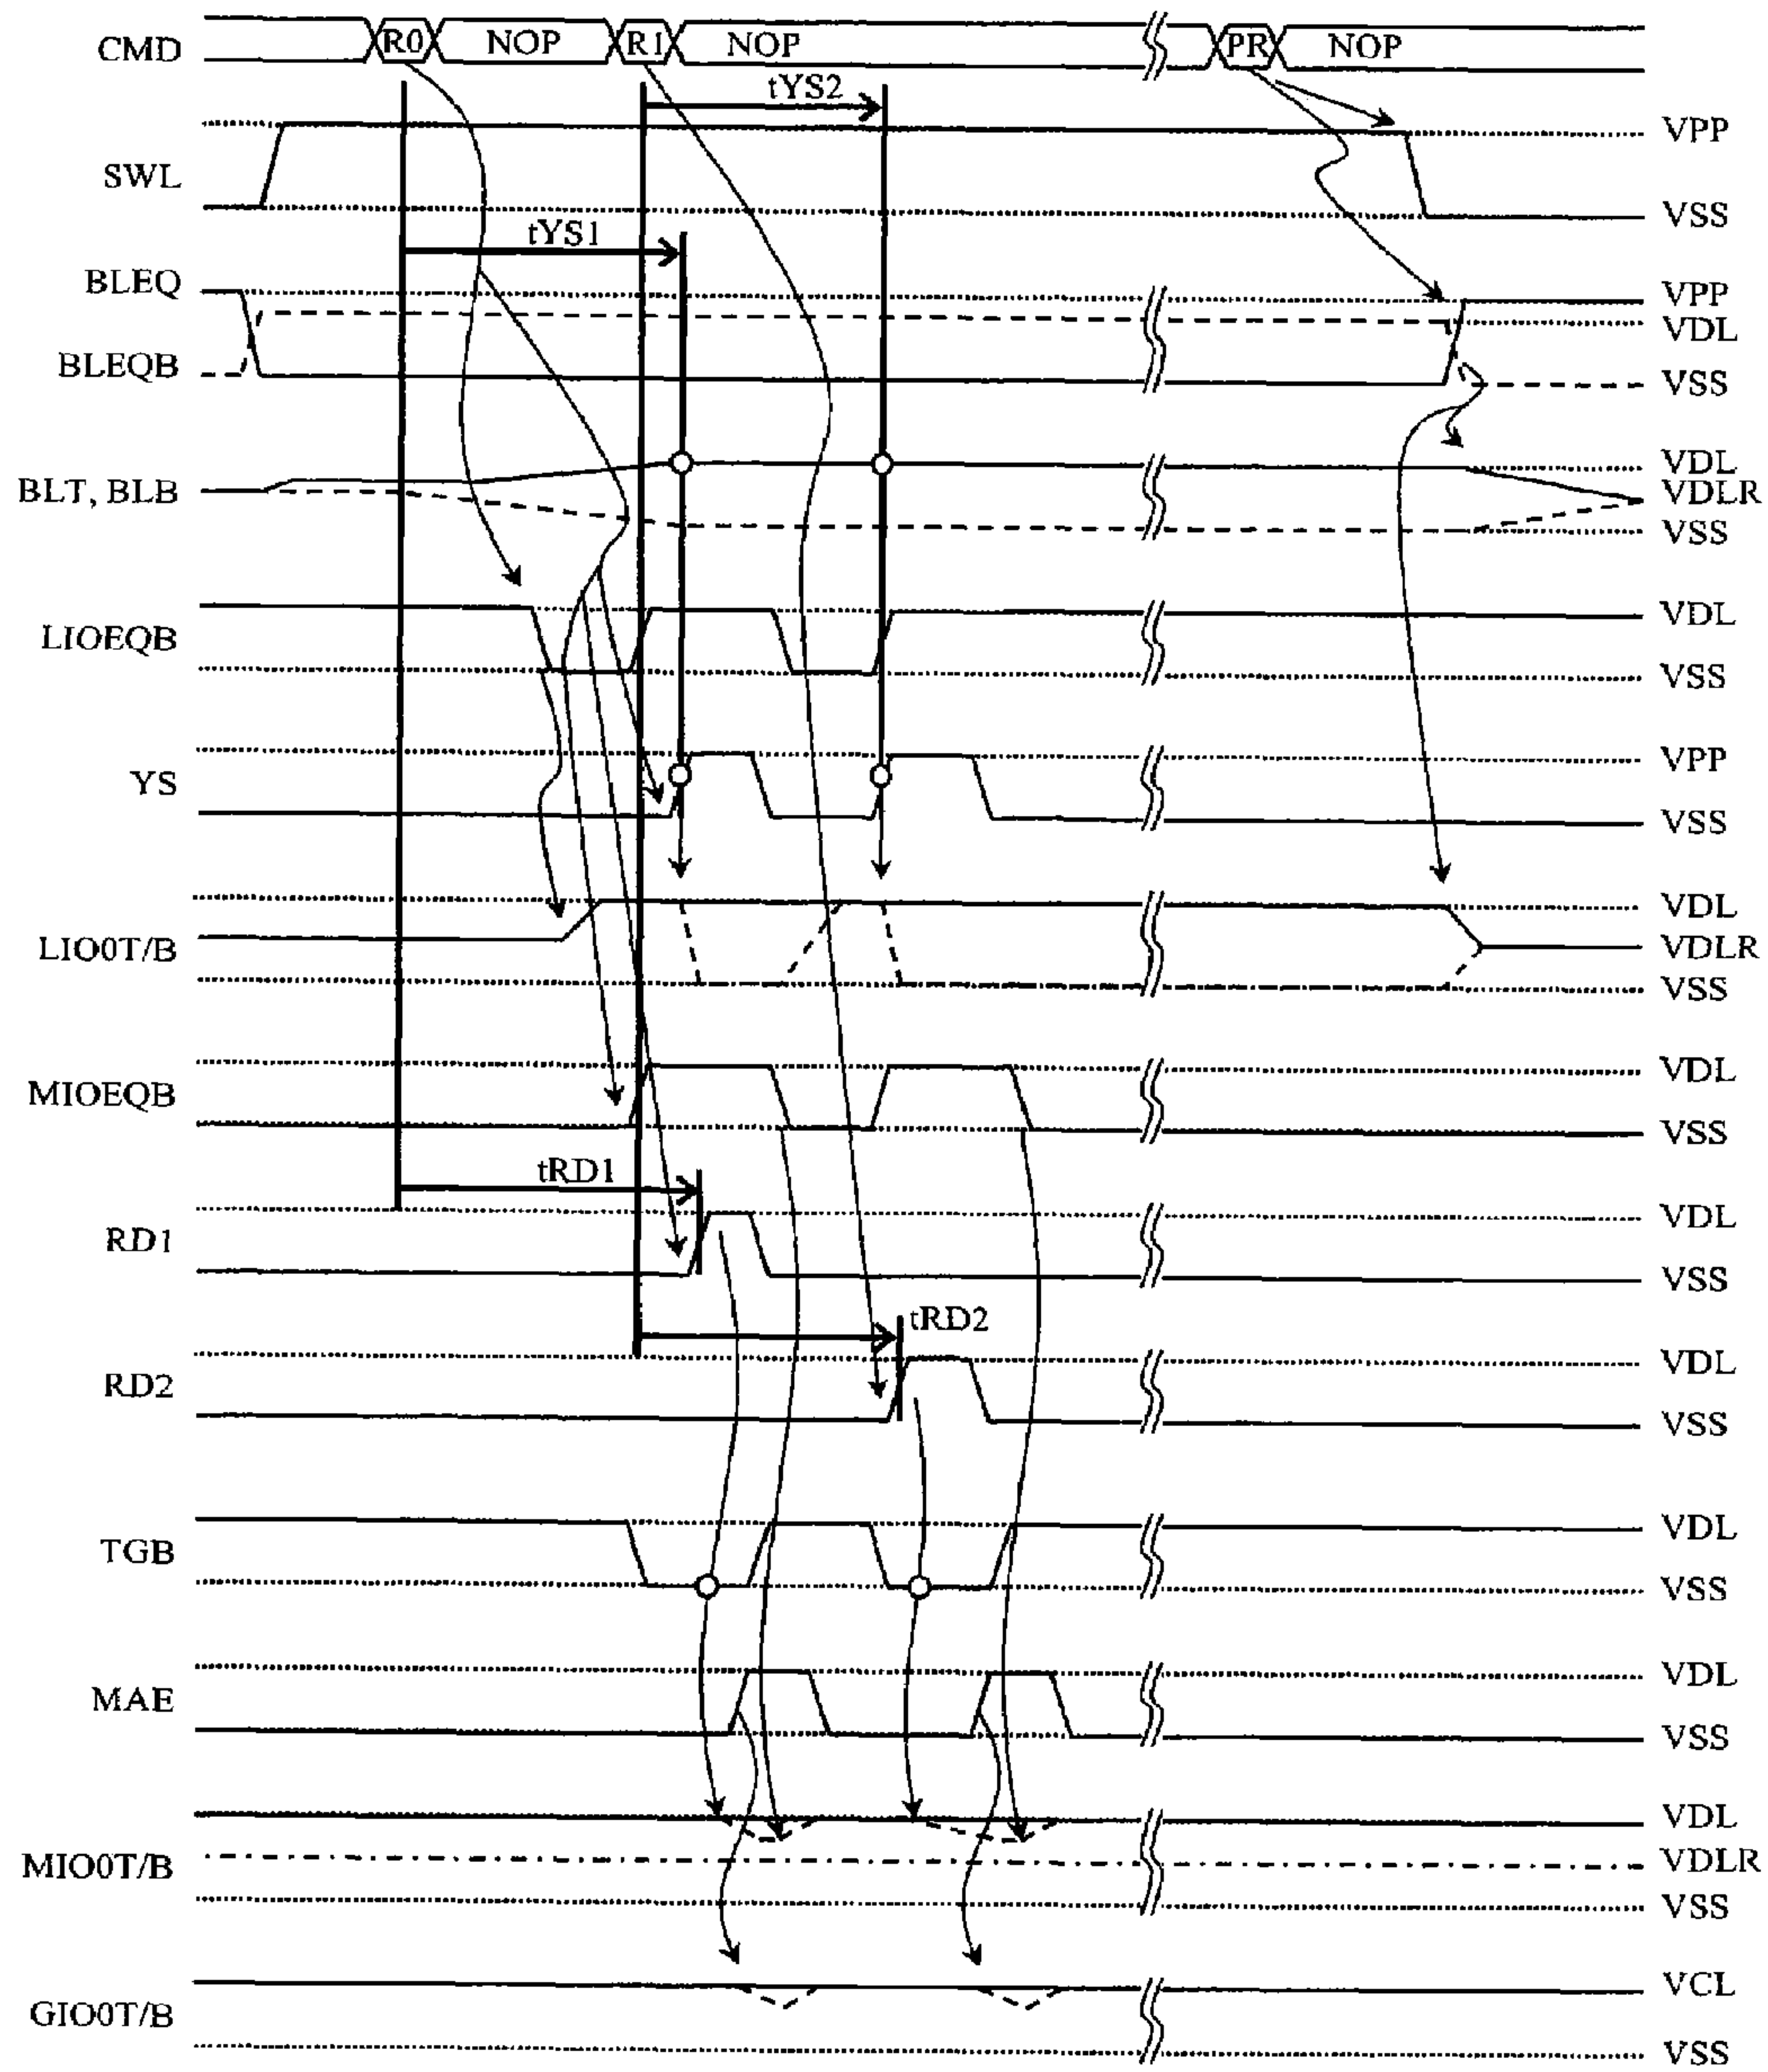 CMD R0 NOP R1 NOP PR NOP
tYS2
SWL VPP
VSS
tYS1
BLEQ VPP
VDL
BLEQB VSS
BLT, BLB VDL
VDLR
VSS
LIOEQB VDL
VSS
YS VPP
VSS
LIO0T/B VDL
VDLR
VSS
MIOEQB VDL
VSS
tRD1
RD1 VDL
VSS
tRD2
RD2 VDL
VSS
TGB VDL
VSS
MAE VDL
VSS
MIO0T/B VDL
VDLR
VSS
GIO0T/B VCL
VSS